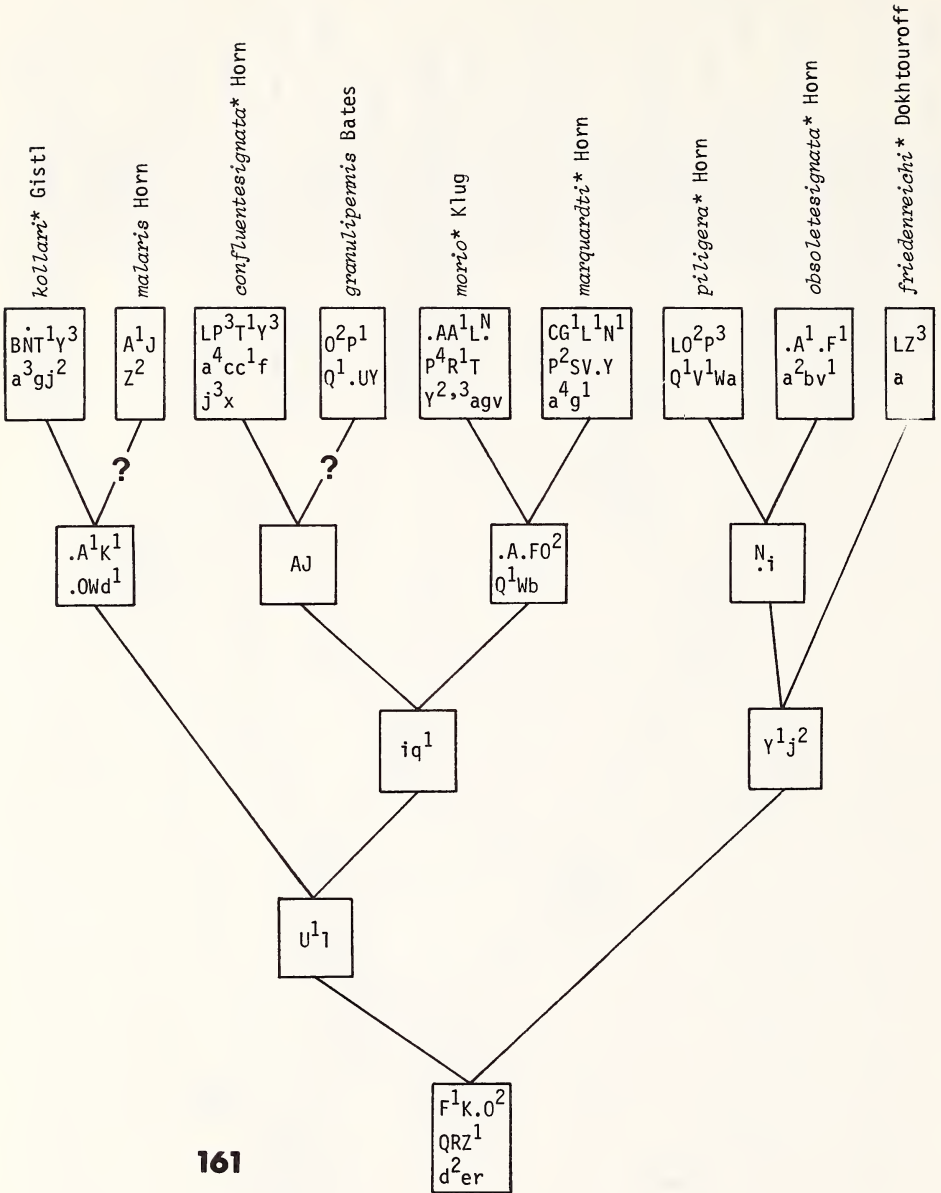 kollari* Gistl
malaris Horn
confluentesignata* Horn
granulipennis Bates
morio* Klug
marquardti* Horn
piligera* Horn
obsoletesignata* Horn
friedenreichi* Dokhtouroff
BṄT¹Y³
a³gj²
A¹J
Z²
LP³T¹Y³
a⁴cc¹f
j³x
O²P¹
Q¹.UY
.AA¹L.ᴺ
P⁴R¹T
Y²,³agv
CG¹L¹N¹
P²SV.Y
a⁴g¹
LO²P³
Q¹V¹Wa
.A¹.F¹
a²bv¹
LZ³
a
?
?
.A¹K¹
.OWd¹
AJ
.A.FO²
Q¹Wb
N
.i
iq¹
Y¹j²
U¹l
F¹K.O²
QRZ¹
d²er
161